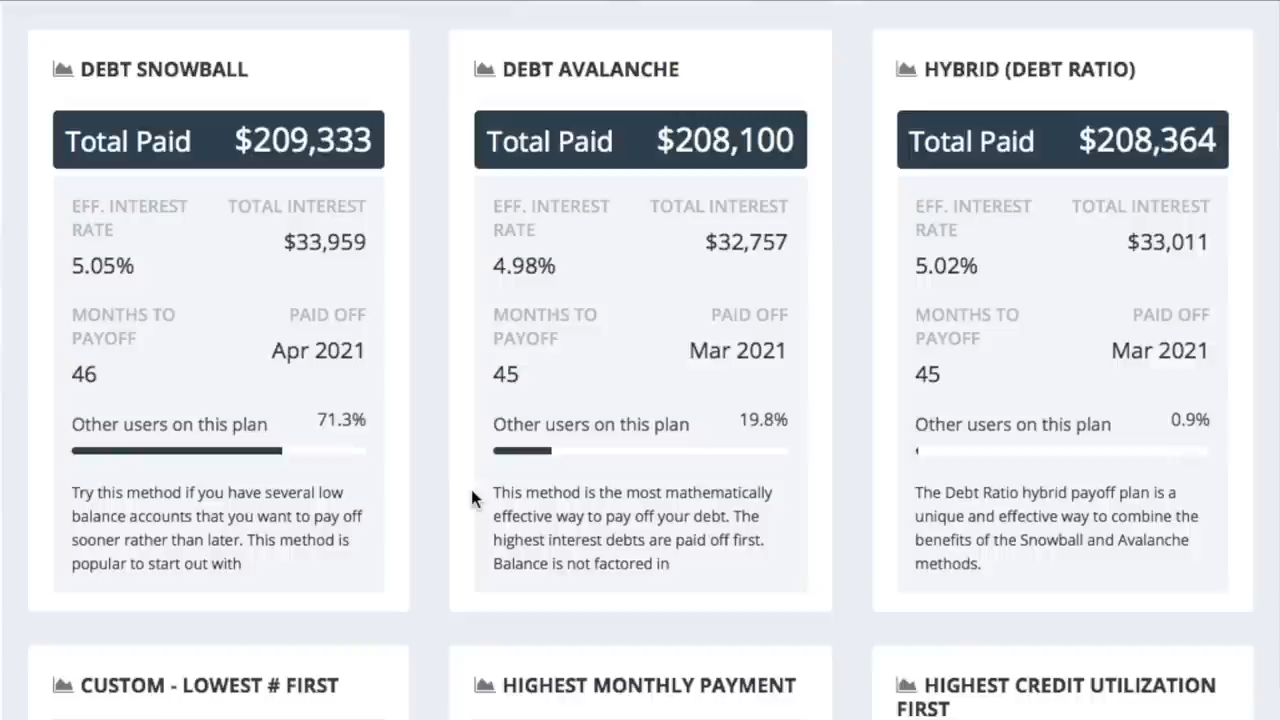 DEBT SNOWBALL
Total Paid $209,333
EFF. INTEREST RATE
5.05%
TOTAL INTEREST
$33,959
MONTHS TO PAYOFF
46
PAID OFF
Apr 2021
Other users on this plan 71.3%
Try this method if you have several low
balance accounts that you want to pay off
sooner rather than later. This method is
popular to start out with
DEBT AVALANCHE
Total Paid $208,100
EFF. INTEREST RATE
4.98%
TOTAL INTEREST
$32,757
MONTHS TO PAYOFF
45
PAID OFF
Mar 2021
Other users on this plan 19.8%
This method is the most mathematically
effective way to pay off your debt. The
highest interest debts are paid off first.
Balance is not factored in
HYBRID (DEBT RATIO)
Total Paid $208,364
EFF. INTEREST RATE
5.02%
TOTAL INTEREST
$33,011
MONTHS TO PAYOFF
45
PAID OFF
Mar 2021
Other users on this plan 0.9%
The Debt Ratio hybrid payoff plan is a
unique and effective way to combine the
benefits of the Snowball and Avalanche
methods.
CUSTOM - LOWEST # FIRST
HIGHEST MONTHLY PAYMENT
HIGHEST CREDIT UTILIZATION
FIRST